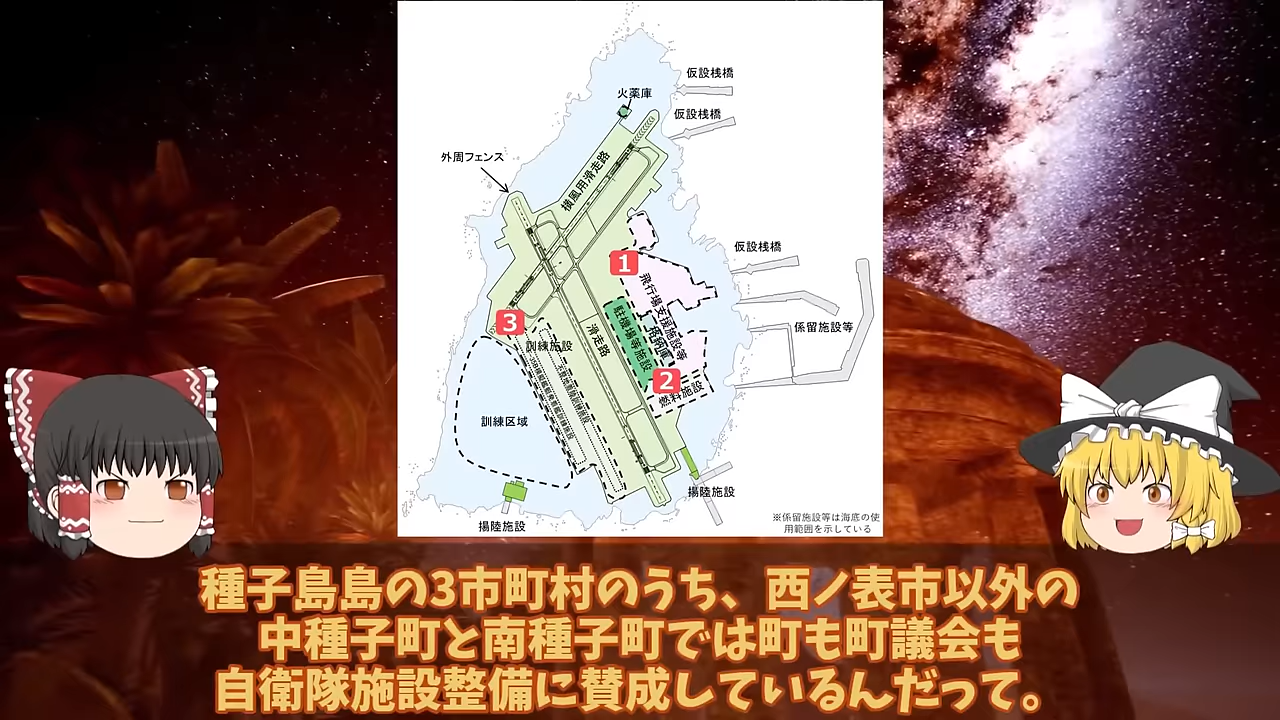 仮設桟橋
火薬庫
仮設桟橋
外周フェンス
横風用滑走路
仮設桟橋
1
飛行場支援施設等
駐機場等施設
格納庫
3
滑走路
係留施設等
訓練施設
2
燃料施設
訓練区域
揚陸施設
揚陸施設
※係留施設等は海底の使
用範囲を示している
種子島島の3市町村のうち、西ノ表市以外の
中種子町と南種子町では町も町議会も
自衛隊施設整備に賛成しているんだって。